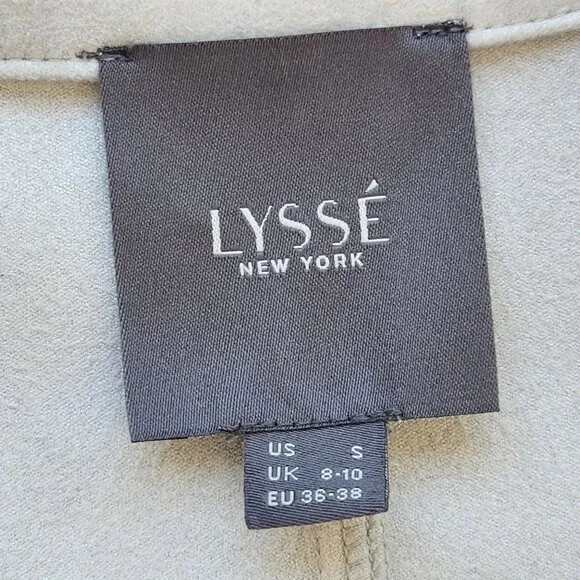 LYSSÉ
NEW YORK
US S
UK 8-10
EU 36-38